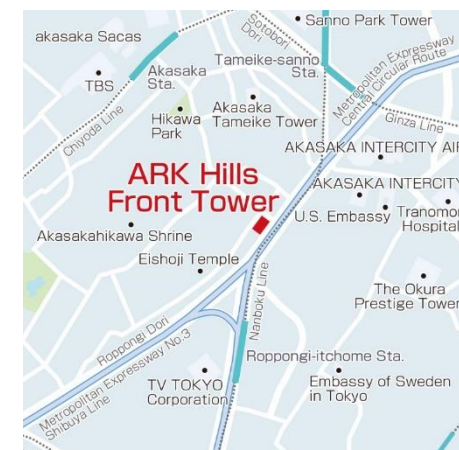 Sanno Park Tower
akasaka Sacas
Sotobori
Dori
Tameike-sanno
Sta.
Metropolitan Expressway
Central Circular Route
TBS
Akasaka
Sta.
Chiyoda Line
Hikawa
Park
Akasaka
Tameike Tower
Ginza Line
AKASAKA INTERCITY AIR
ARK Hills
Front Tower
AKASAKA INTERCITY
U.S. Embassy
Tranomon
Hospital
Akasakahikawa Shrine
Eishoji Temple
Nanboku Line
The Okura
Prestige Tower
Roppongi Dori
Metropolitan Expressway No.3
Shibuya Line
Roppongi-itchome Sta.
TV TOKYO
Corporation
Embassy of Sweden
in Tokyo